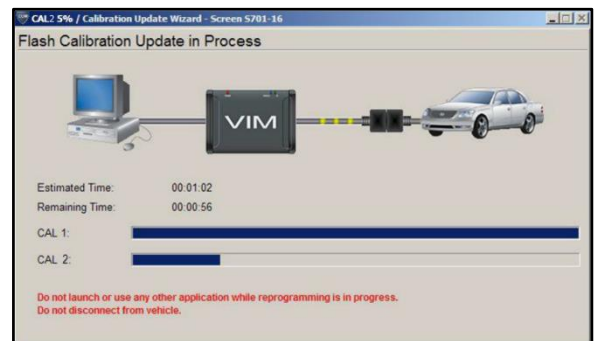 CAL2 5% / Calibration Update Wizard - Screen S701-16
Flash Calibration Update in Process
VIM
Estimated Time: 00:01:02
Remaining Time: 00:00:56
CAL 1:
CAL 2:
Do not launch or use any other application while reprogramming is in progress.
Do not disconnect from vehicle.